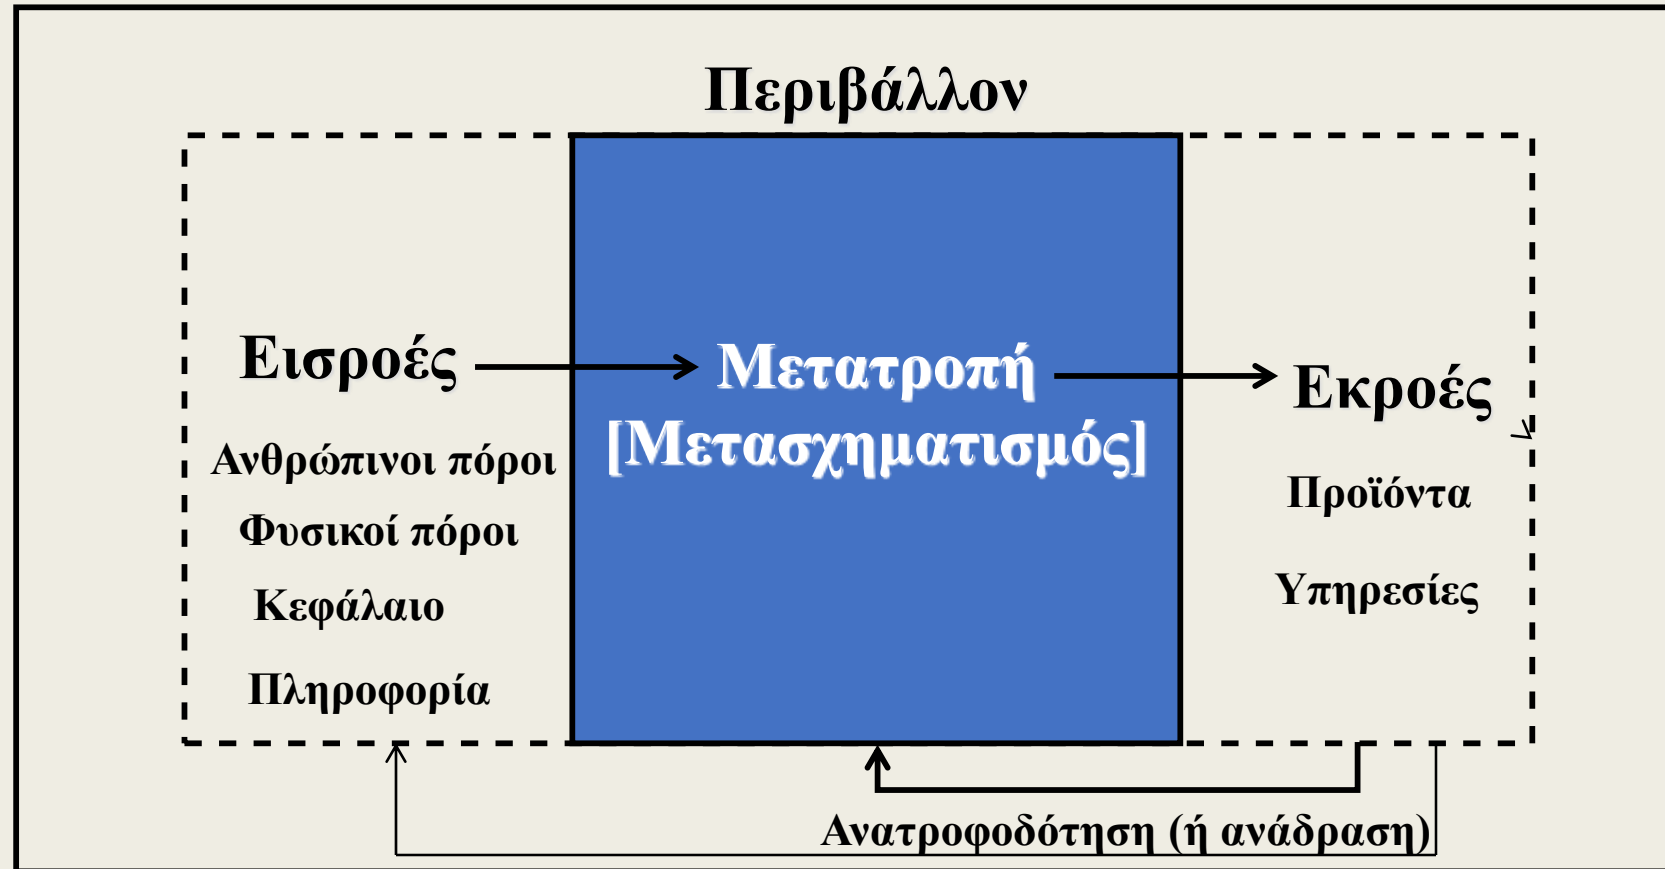 Περιβάλλον
Εισροές
Ανθρώπινοι πόροι
Φυσικοί πόροι
Κεφάλαιο
Πληροφορία
Μετατροπή
[Μετασχηματισμός]
Εκροές
Προϊόντα
Υπηρεσίες
Ανατροφοδότηση (ή ανάδραση)